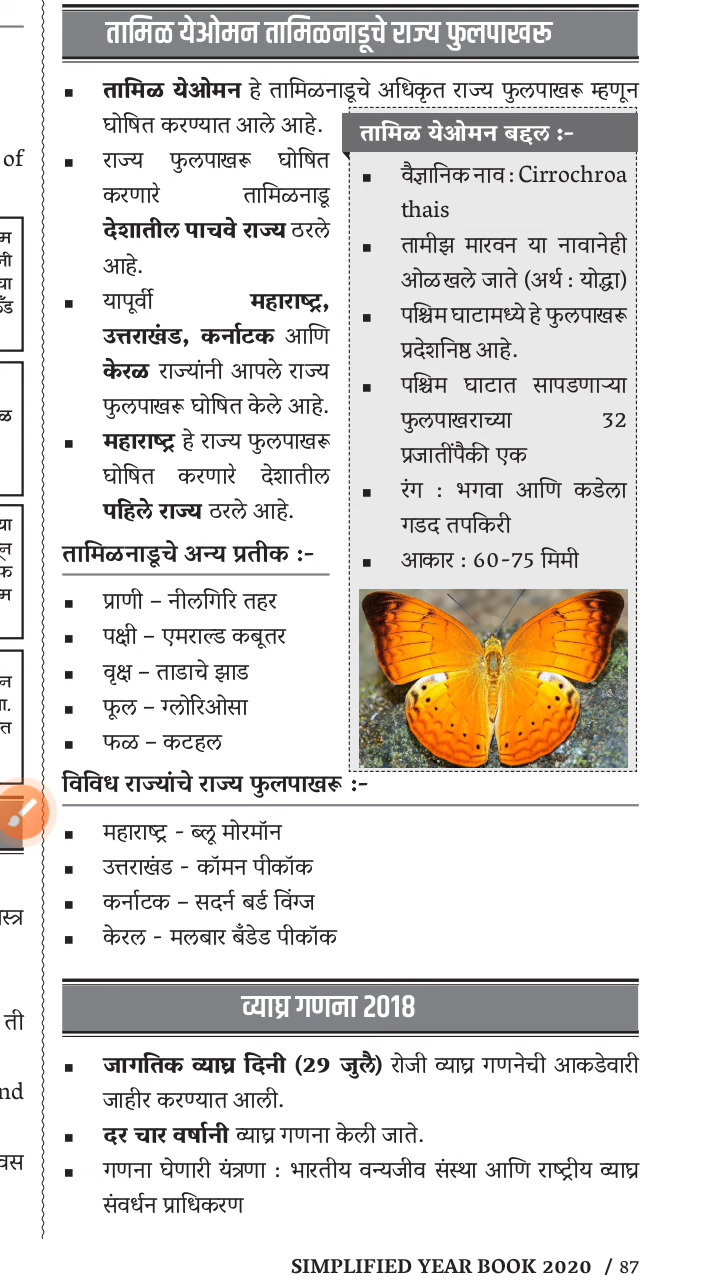 तामिळ येओमन तामिळनाडूचे राज्य फुलपाखरू
▪ तामिळ येओमन हे तामिळनाडूचे अधिकृत राज्य फुलपाखरू म्हणून
घोषित करण्यात आले आहे.
▪ राज्य फुलपाखरू घोषित
करणारे तामिळनाडू
देशातील पाचवे राज्य ठरले
आहे.
▪ यापूर्वी महाराष्ट्र,
उत्तराखंड, कर्नाटक आणि
केरळ राज्यांनी आपले राज्य
फुलपाखरू घोषित केले आहे.
▪ महाराष्ट्र हे राज्य फुलपाखरू
घोषित करणारे देशातील
पहिले राज्य ठरले आहे.
तामिळ येओमन बद्दल :-
▪ वैज्ञानिक नाव : Cirrochroa
thais
▪ तामीझ मारवन या नावानेही
ओळखले जाते (अर्थ : योद्धा)
▪ पश्चिम घाटामध्ये हे फुलपाखरू
प्रदेशनिष्ठ आहे.
▪ पश्चिम घाटात सापडणाऱ्या
फुलपाखराच्या 32
प्रजातींपैकी एक
▪ रंग : भगवा आणि कडेला
गडद तपकिरी
▪ आकार : 60-75 मिमी
तामिळनाडूचे अन्य प्रतीक :-
▪ प्राणी – नीलगिरि तहर
▪ पक्षी – एमराल्ड कबूतर
▪ वृक्ष – ताडाचे झाड
▪ फूल – ग्लोरिओसा
▪ फळ – कटहल
विविध राज्यांचे राज्य फुलपाखरू :-
▪ महाराष्ट्र - ब्लू मोरमॉन
▪ उत्तराखंड - कॉमन पीकॉक
▪ कर्नाटक – सदर्न बर्ड विंग्ज
▪ केरल - मलबार बँडेड पीकॉक
व्याघ्र गणना 2018
▪ जागतिक व्याघ्र दिनी (29 जुलै) रोजी व्याघ्र गणनेची आकडेवारी
जाहीर करण्यात आली.
▪ दर चार वर्षांनी व्याघ्र गणना केली जाते.
▪ गणना घेणारी यंत्रणा : भारतीय वन्यजीव संस्था आणि राष्ट्रीय व्याघ्र
संवर्धन प्राधिकरण
SIMPLIFIED YEAR BOOK 2020 / 87
of
ती